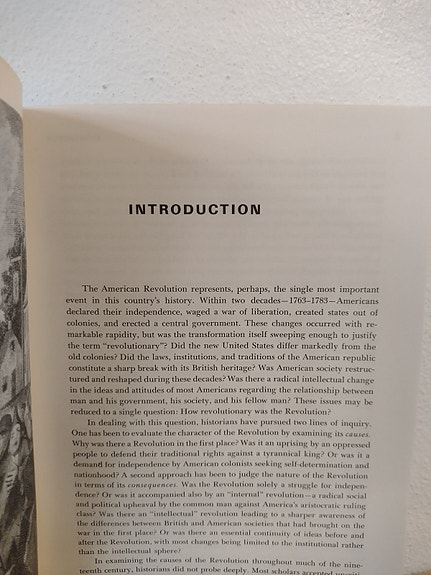 INTRODUCTION
The American Revolution represents, perhaps, the single most important
event in this country's history. Within two decades—1763–1783—Americans
declared their independence, waged a war of liberation, created states out of
colonies, and erected a central government. These changes occurred with re-
markable rapidity, but was the transformation itself sweeping enough to justify
the term "revolutionary"? Did the new United States differ markedly from the
old colonies? Did the laws, institutions, and traditions of the American republic
constitute a sharp break with its British heritage? Was American society restruc-
tured and reshaped during these decades? Was there a radical intellectual change
in the ideas and attitudes of most Americans regarding the relationship between
man and his government, his society, and his fellow man? These issues may be
reduced to a single question: How revolutionary was the Revolution?
In dealing with this question, historians have pursued two lines of inquiry.
One has been to evaluate the character of the Revolution by examining its causes.
Why was there a Revolution in the first place? Was it an uprising by an oppressed
people to defend their traditional rights against a tyrannical king? Or was it a
demand for independence by American colonists seeking self-determination and
nationhood? A second approach has been to judge the nature of the Revolution
in terms of its consequences. Was the Revolution solely a struggle for indepen-
dence? Or was it accompanied also by an "internal" revolution—a radical social
and political upheaval by the common man against America's aristocratic ruling
class? Was there an "intellectual" revolution leading to a sharper awareness of
the differences between British and American societies that had brought on the
war in the first place? Or was there an essential continuity of ideas before and
after the Revolution, with most changes being limited to the institutional rather
than the intellectual sphere?
In examining the causes of the Revolution throughout much of the nine-
teenth century, historians did not probe deeply. Most scholars accepted